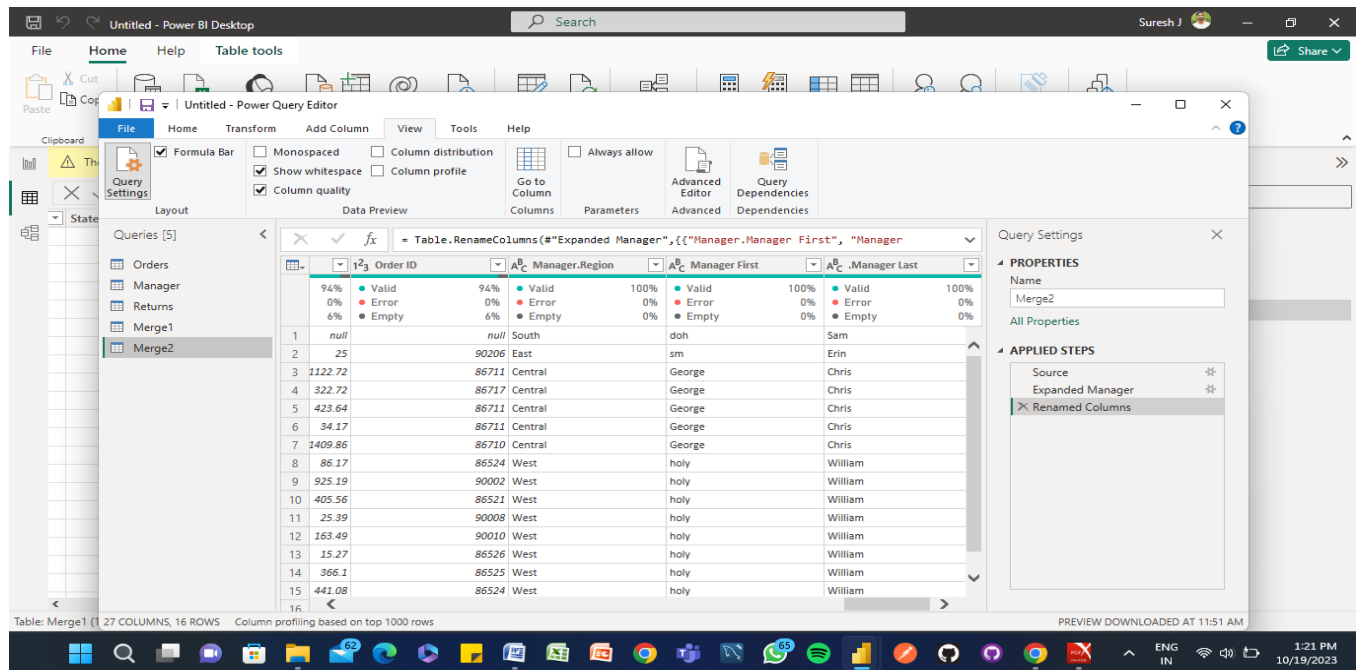 Untitled - Power BI Desktop
Search
Suresh J
File Home Help Table tools
Share
Paste
Cut
Cop
Clipboard
Th
State
Untitled - Power Query Editor
File Home Transform Add Column View Tools Help
Query Settings
Formula Bar
Layout
Monospaced Column distribution
Show whitespace Column profile
Column quality
Data Preview
Go to Column
Columns
Always allow
Parameters
Advanced Editor
Advanced
Query Dependencies
Dependencies
Queries [5]
Orders
Manager
Returns
Merge1
Merge2
fx = Table.RenameColumns(#"Expanded Manager",{{"Manager.Manager First", "Manager
1²3 Order ID ABC Manager.Region ABC Manager First ABC .Manager Last
94% Valid 94% Valid 100% Valid 100% Valid 100%
0% Error 0% Error 0% Error 0% Error 0%
6% Empty 6% Empty 0% Empty 0% Empty 0%
1 null null South doh Sam
2 25 90206 East sm Erin
3 1122.72 86711 Central George Chris
4 322.72 86717 Central George Chris
5 423.64 86711 Central George Chris
6 34.17 86711 Central George Chris
7 1409.86 86710 Central George Chris
8 86.17 86524 West holy William
9 925.19 90002 West holy William
10 405.56 86521 West holy William
11 25.39 90008 West holy William
12 163.49 90010 West holy William
13 15.27 86526 West holy William
14 366.1 86525 West holy William
15 441.08 86524 West holy William
16
Query Settings
PROPERTIES
Name
Merge2
All Properties
APPLIED STEPS
Source
Expanded Manager
Renamed Columns
Table: Merge1 (1
27 COLUMNS, 16 ROWS Column profiling based on top 1000 rows
PREVIEW DOWNLOADED AT 11:51 AM
62
65
ENG
IN
1:21 PM
10/19/2023